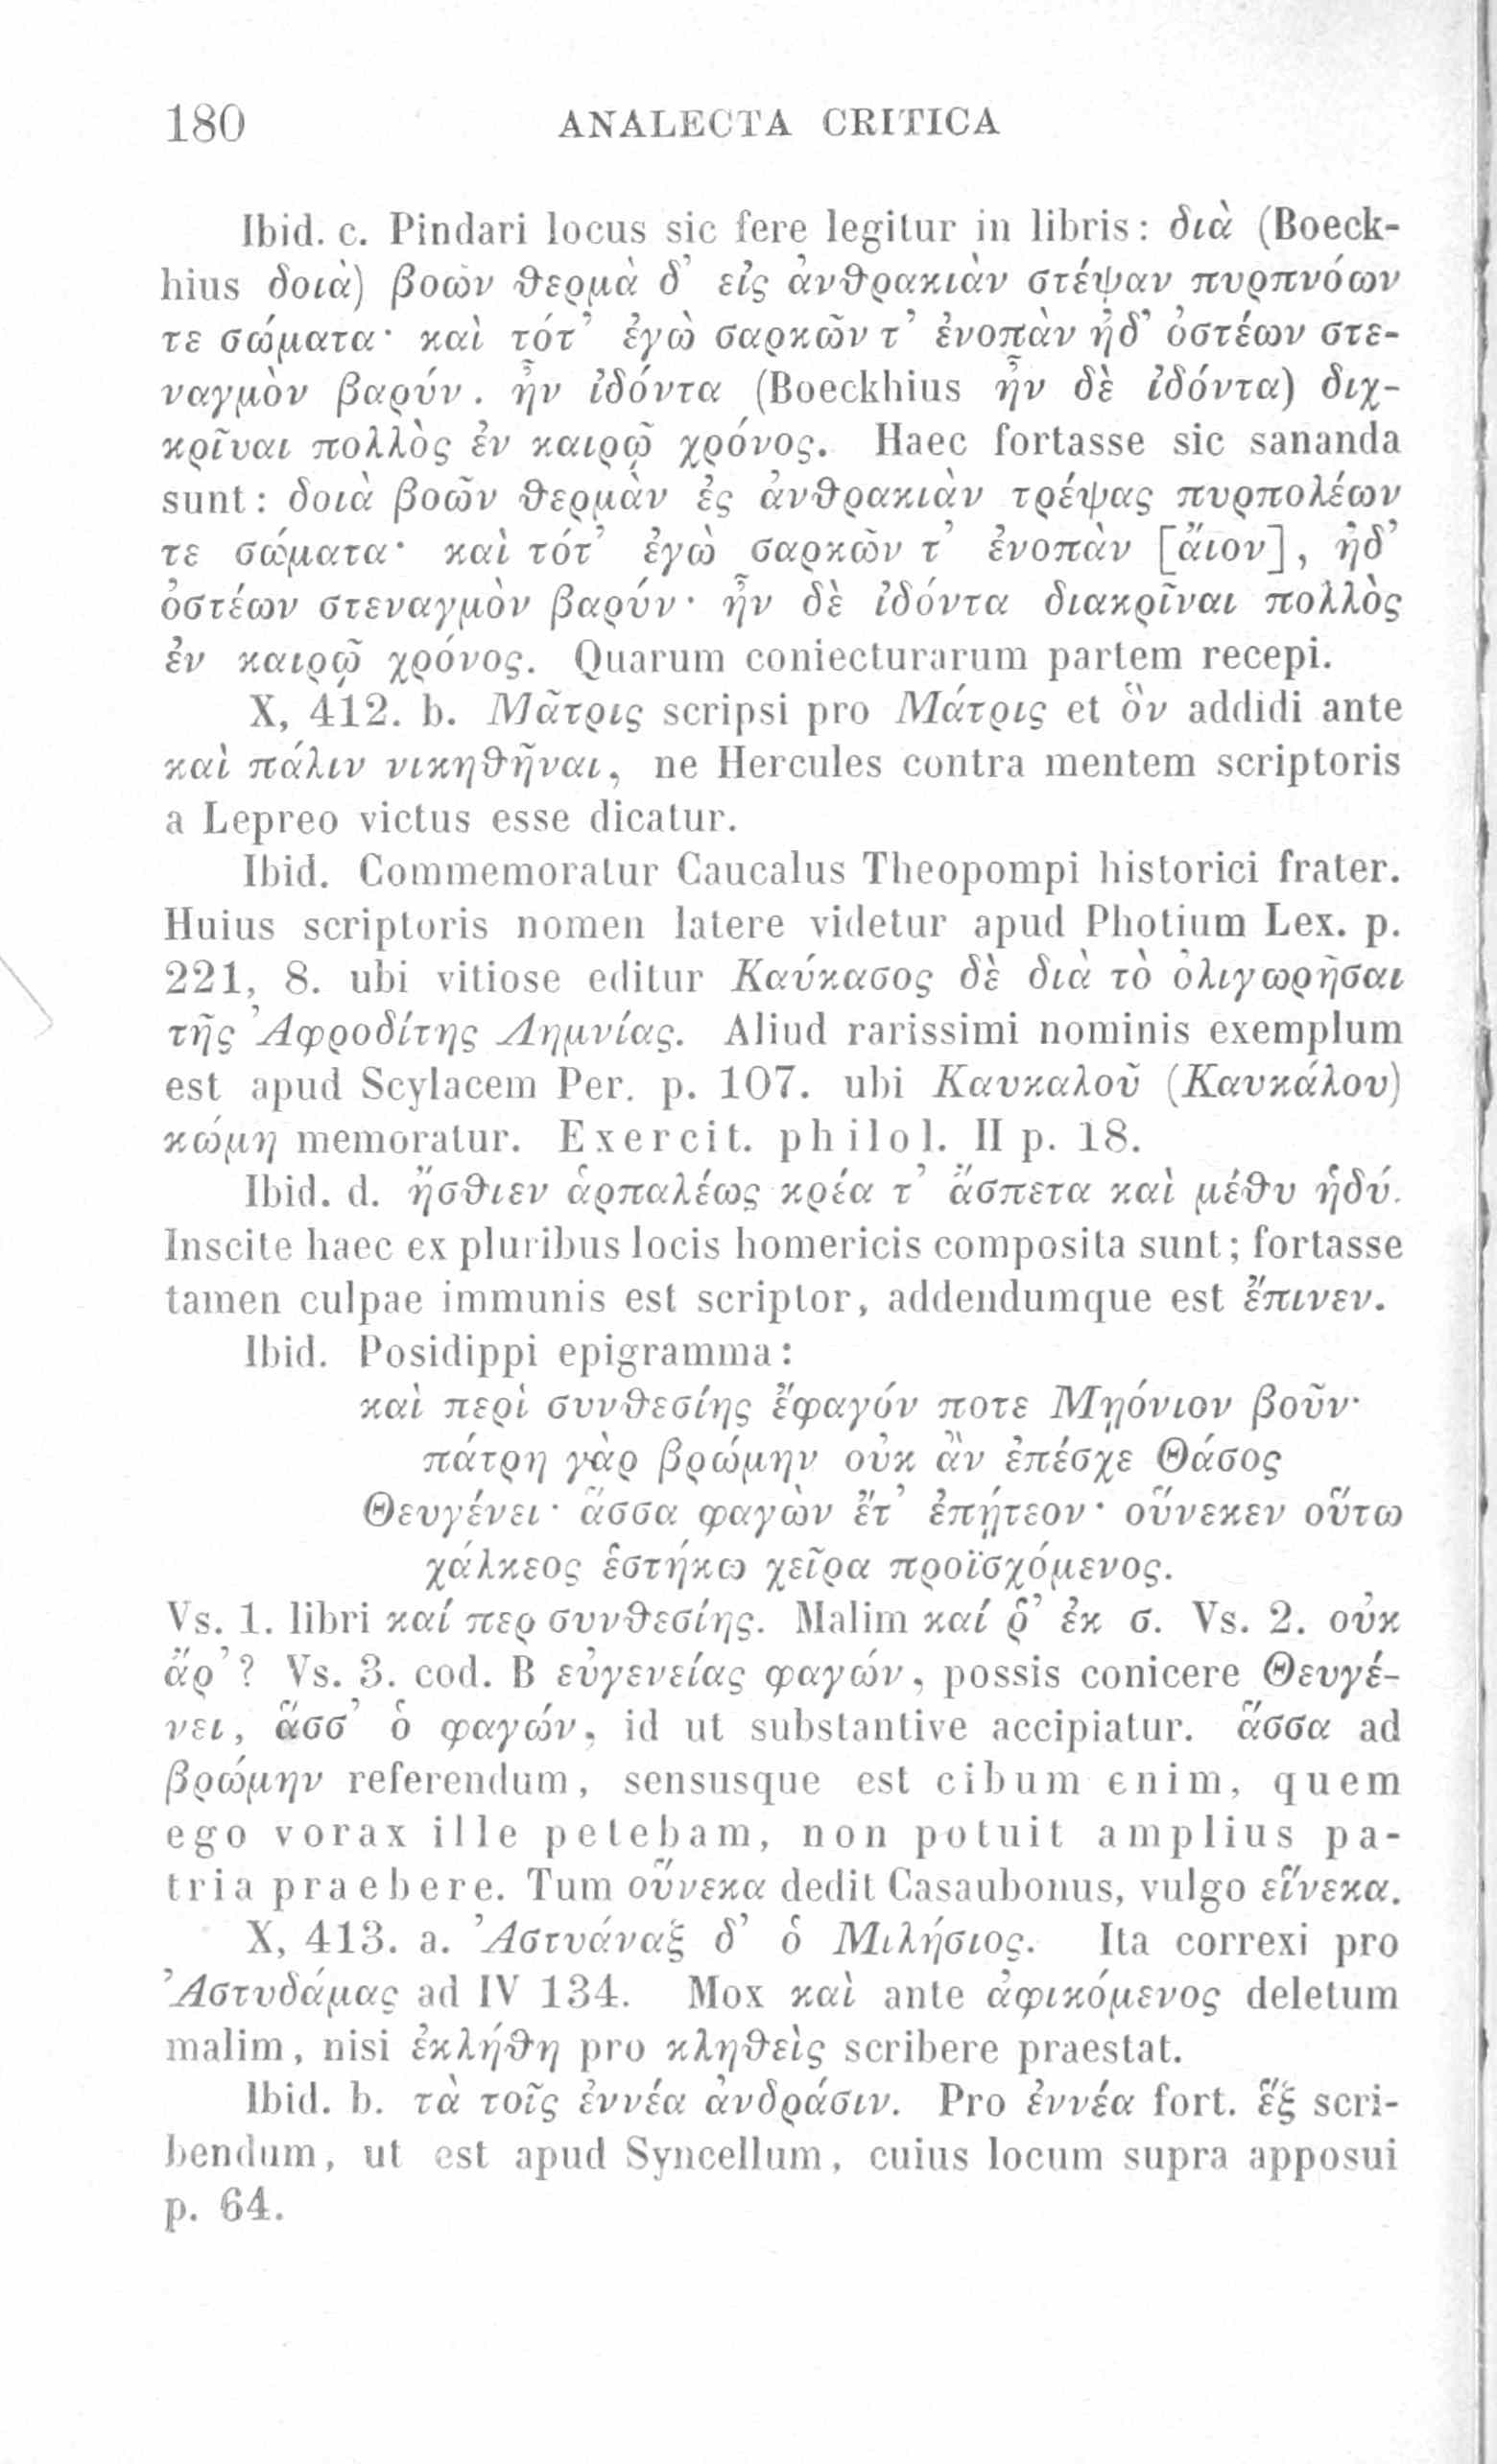 180 ANALECTA CRITICA
Ibid. c. Pindari locus sic fere legitur in libris: διὰ (Boeck-
hius δοιὰ) βοῶν ϑερμὰ δ᾽ εἰς ἀνϑρακιὰν στέψαν πυρπνόων
τε σώματα· καὶ τότ᾽ ἐγὼ σαρκῶν τ᾽ ἐνοπὰν ἠδ᾽ ὀστέων στε-
ναγμὸν βαρύν. ἦν ἰδόντα (Boeckhius ἦν δὲ ἰδόντα) διχ-
κρῖναι πολλὸς ἐν καιρῷ χρόνος. Haec fortasse sic sananda
sunt: δοιὰ βοῶν ϑερμὰν ἐς ἀνϑρακιὰν τρέψας πυρπολέων
τε σώματα· καὶ τότ᾽ ἐγὼ σαρκῶν τ᾽ ἐνοπὰν [ἄιον], ἠδ᾽
ὀστέων στεναγμὸν βαρύν· ἦν δὲ ἰδόντα διακρῖναι πολλὸς
ἐν καιρῷ χρόνος. Quarum coniecturarum partem recepi.
X, 412. b. Μᾶτρις scripsi pro Μάτρις et ὃν addidi ante
καὶ πάλιν νικηϑῆναι, ne Hercules contra mentem scriptoris
a Lepreo victus esse dicatur.
Ibid. Commemoratur Caucalus Theopompi historici frater.
Huius scriptoris nomen latere videtur apud Photium Lex. p.
221, 8. ubi vitiose editur Καύκασος δὲ διὰ τὸ ὀλιγωρῆσαι
τῆς Ἀφροδίτης Λημνίας. Aliud rarissimi nominis exemplum
est apud Scylacem Per. p. 107. ubi Καυκαλοῦ (Καυκάλου)
κώμη memoratur. Exercit. philol. II p. 18.
Ibid. d. ἤσϑιεν ἁρπαλέως κρέα τ᾽ ἄσπετα καὶ μέϑυ ἡδύ.
Inscite haec ex pluribus locis homericis composita sunt; fortasse
tamen culpae immunis est scriptor, addendumque est ἔπινεν.
Ibid. Posidippi epigramma:
καὶ περὶ συνϑεσίης ἔφαγόν ποτε Μῃόνιον βοῦν·
πάτρη γὰρ βρώμην οὐκ ἂν ἐπέσχε Θάσος
Θευγένει· ἅσσα φαγὼν ἔτ᾽ ἐπῄτεον· οὕνεκεν οὕτω
χάλκεος ἑστήκω χεῖρα προϊσχόμενος.
Vs. 1. libri καί περ συνϑεσίης. Malim καί ῥ᾽ ἐκ σ. Vs. 2. οὐκ
ἄρ᾽? Vs. 3. cod. B εὐγενείας φαγών, possis conicere Θευγέ-
νει, ἅσσ᾽ ὁ φαγών, id ut substantive accipiatur. ἅσσα ad
βρώμην referendum, sensusque est cibum enim, quem
ego vorax ille petebam, non potuit amplius pa-
tria praebere. Tum οὕνεκα dedit Casaubonus, vulgo εἵνεκα.
X, 413. a. Ἀστυάναξ δ᾽ ὁ Μιλήσιος. Ita correxi pro
Ἀστυδάμας ad IV 134. Mox καὶ ante ἀφικόμενος deletum
malim, nisi ἐκλήϑη pro κληϑεὶς scribere praestat.
Ibid. b. τὰ τοῖς ἐννέα ἀνδράσιν. Pro ἐννέα fort. ἓξ scri-
bendum, ut est apud Syncellum, cuius locum supra apposui
p. 64.